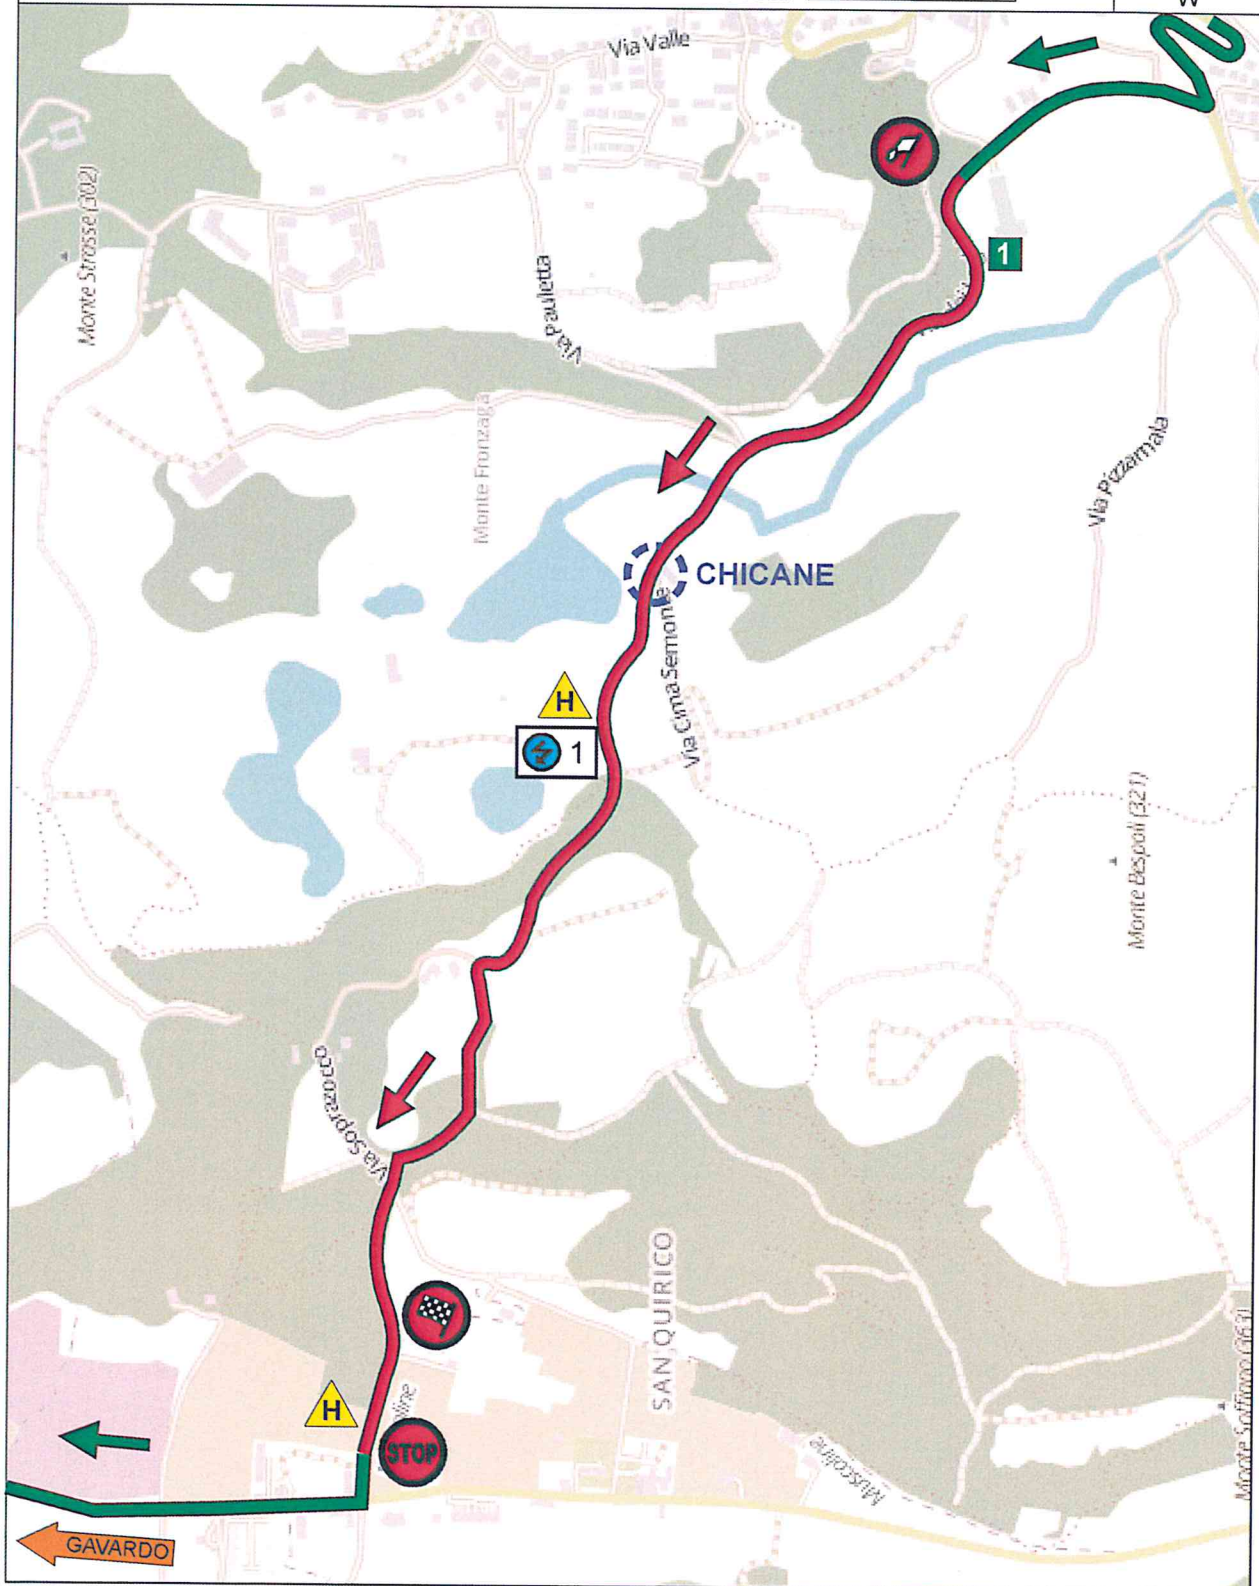 W
Via Valle
Monte Strasse (302)
1
Via Pauletta
Monte Fronzaga
Via Pizzamala
CHICANE
Via Cima Semonte
H
1
Monte Bespoli (321)
Via Soprazocco
SAN QUIRICO
H
STOP
Muscoline
GAVARDO